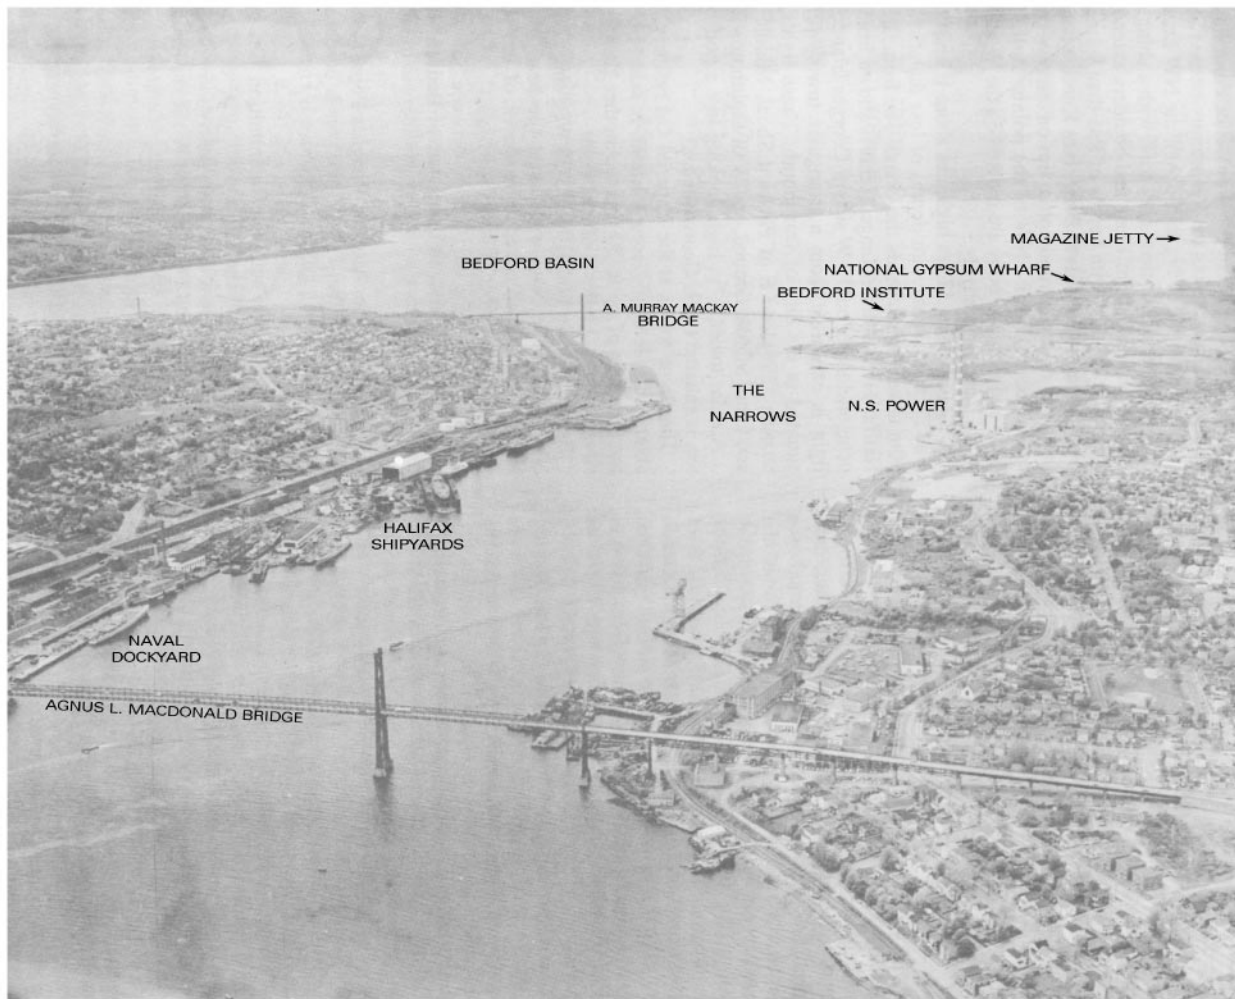 MAGAZINE JETTY
NATIONAL GYPSUM WHARF
BEDFORD BASIN
BEDFORD INSTITUTE
A. MURRAY MACKAY
BRIDGE
THE
NARROWS
N.S. POWER
HALIFAX
SHIPYARDS
NAVAL
DOCKYARD
AGNUS L. MACDONALD BRIDGE